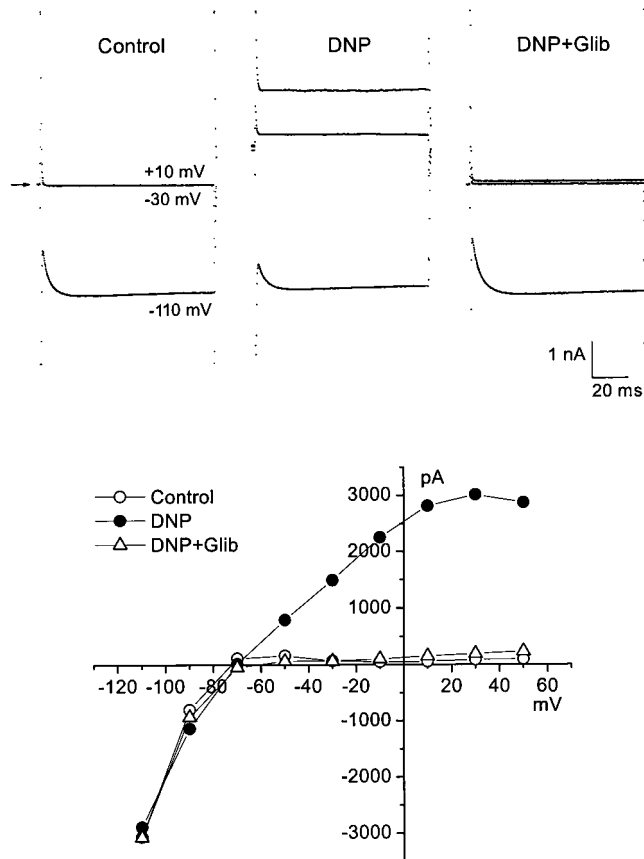 Control
DNP
DNP+Glib
+10 mV
-30 mV
-110 mV
1 nA
20 ms
Control
DNP
DNP+Glib
pA
3000
2000
1000
-120 -100 -80 -60 -40 -20 20 40 60
mV
-1000
-2000
-3000